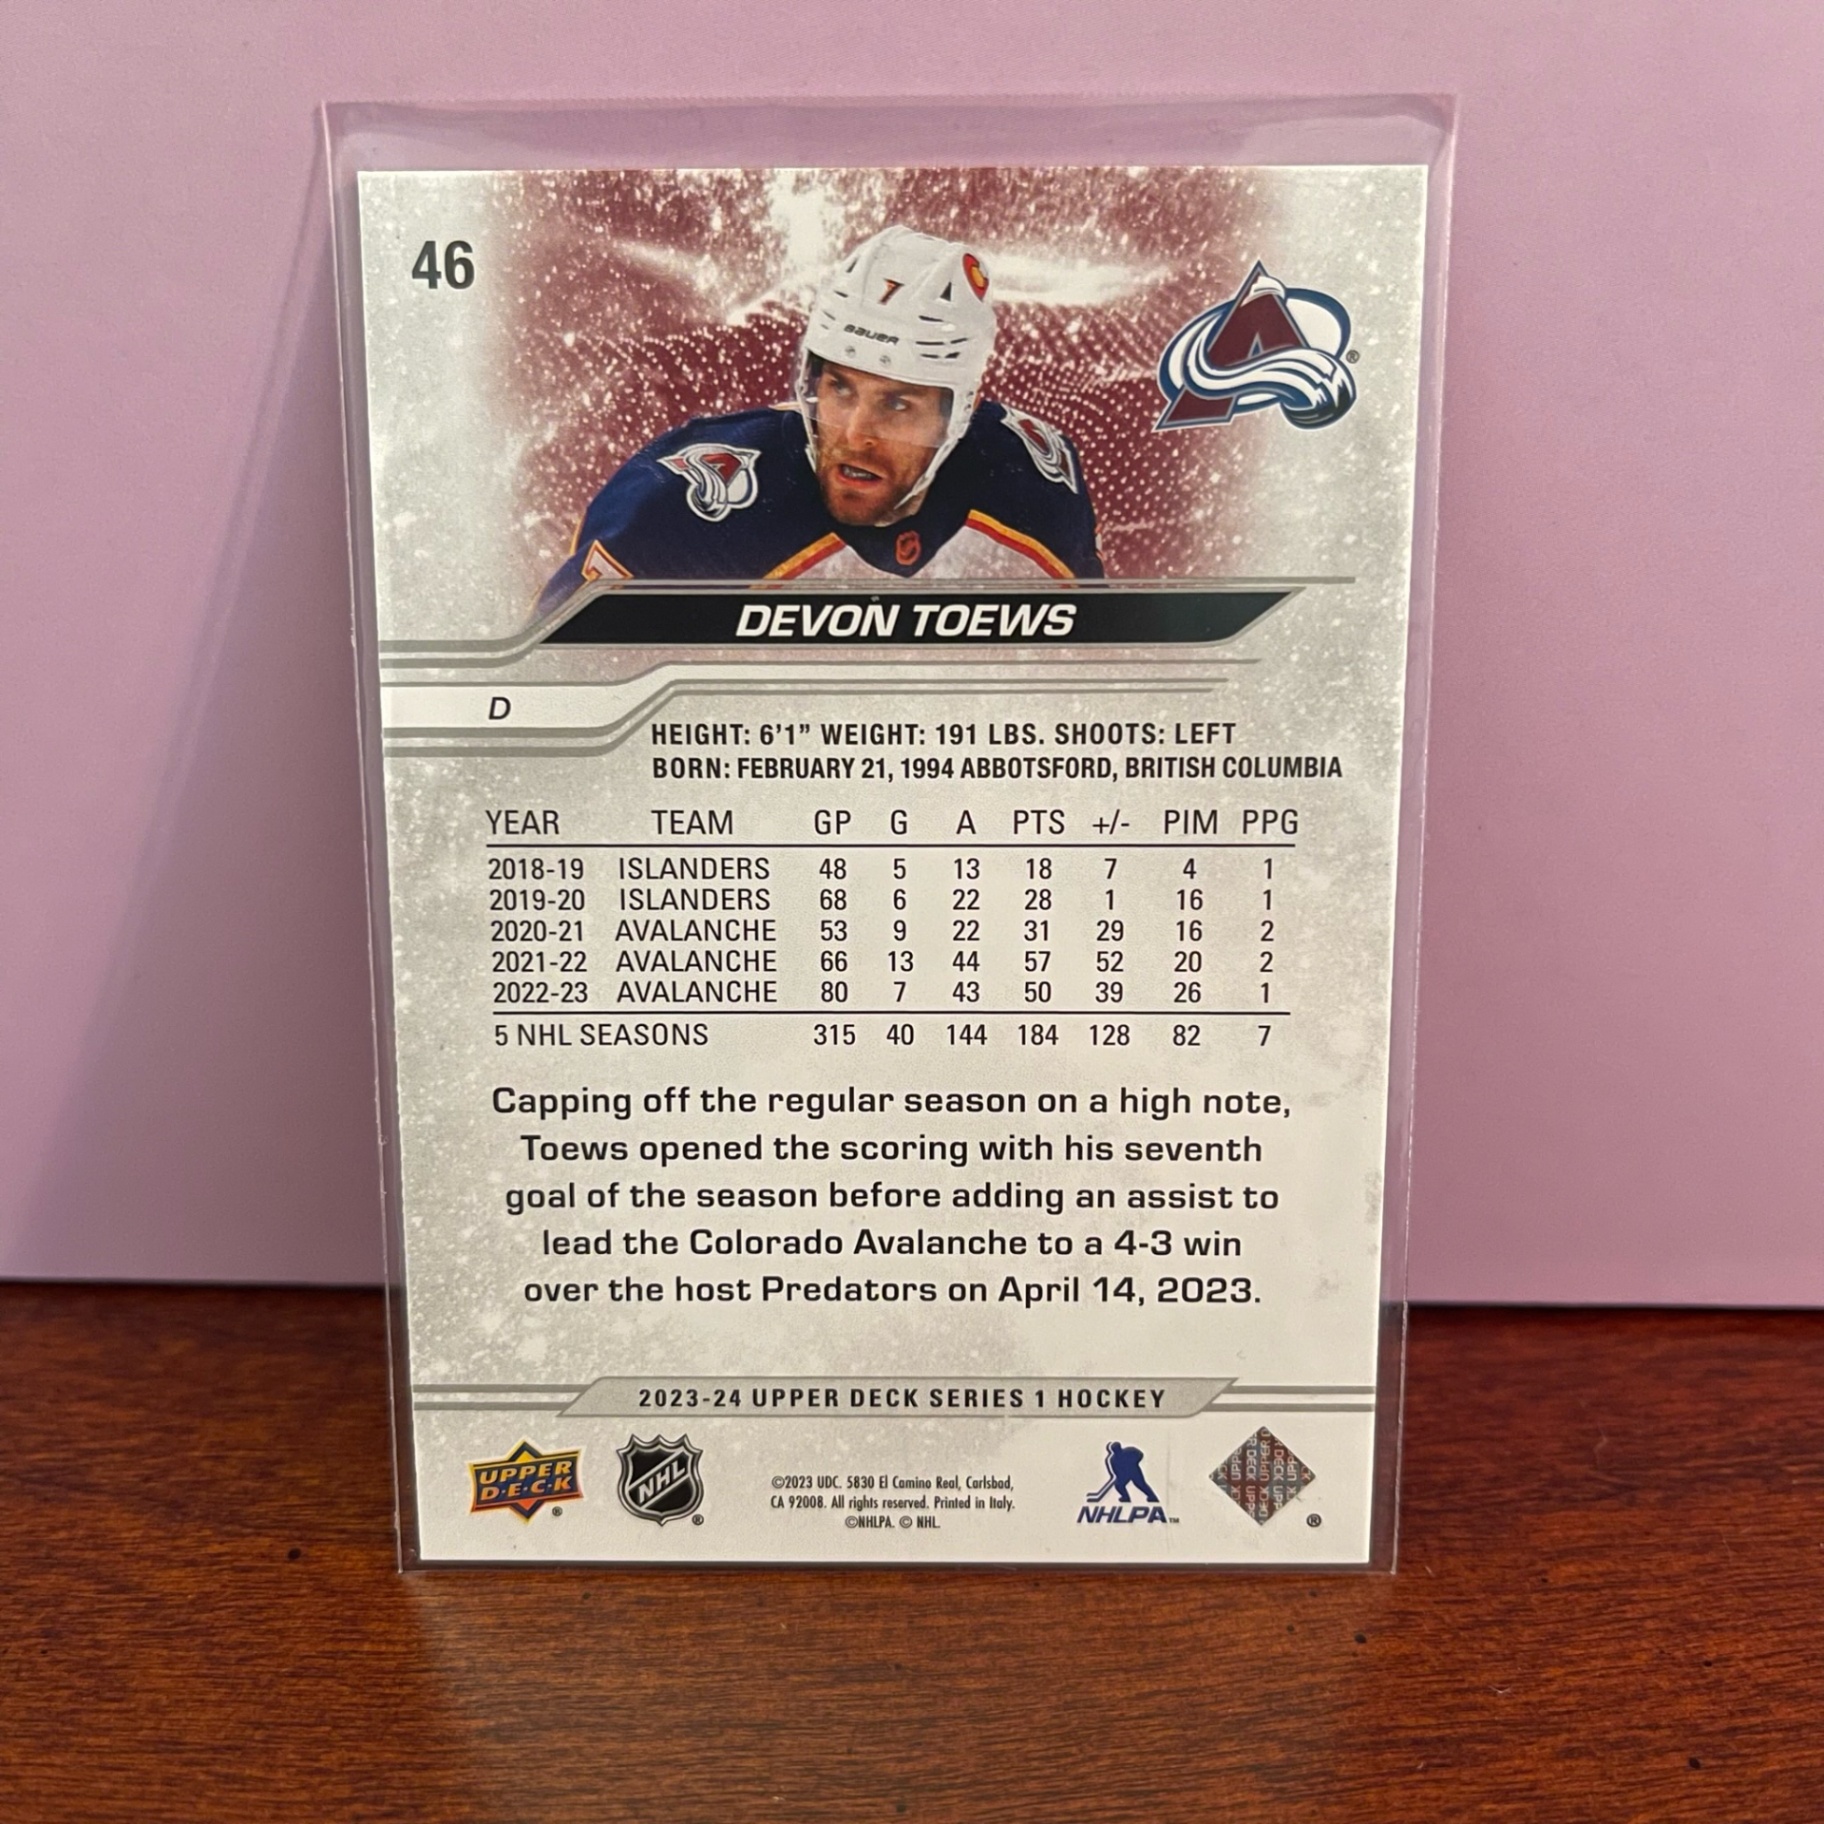 46
7
BAUER
7
DEVON TOEWS
D
HEIGHT: 6'1" WEIGHT: 191 LBS. SHOOTS: LEFT
BORN: FEBRUARY 21, 1994 ABBOTSFORD, BRITISH COLUMBIA
YEAR TEAM GP G A PTS +/- PIM PPG
2018-19 ISLANDERS 48 5 13 18 7 4 1
2019-20 ISLANDERS 68 6 22 28 1 16 1
2020-21 AVALANCHE 53 9 22 31 29 16 2
2021-22 AVALANCHE 66 13 44 57 52 20 2
2022-23 AVALANCHE 80 7 43 50 39 26 1
5 NHL SEASONS 315 40 144 184 128 82 7
Capping off the regular season on a high note,
Toews opened the scoring with his seventh
goal of the season before adding an assist to
lead the Colorado Avalanche to a 4-3 win
over the host Predators on April 14, 2023.
2023-24 UPPER DECK SERIES 1 HOCKEY
UPPER
D·E·C·K ®
NHL ®
©2023 UDC. 5830 El Camino Real, Carlsbad,
CA 92008. All rights reserved. Printed in Italy.
©NHLPA. © NHL.
NHLPA™
UPPER DECK
®